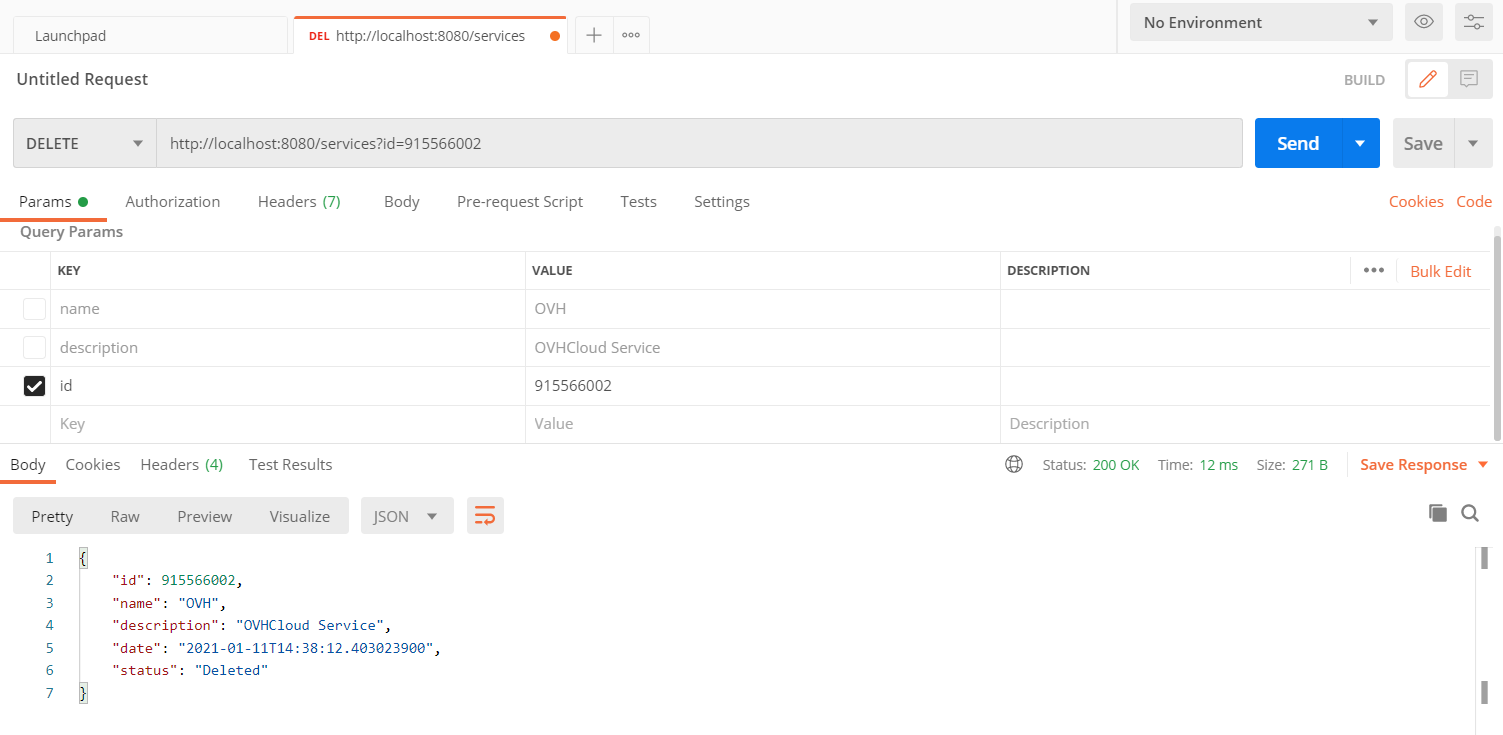 Launchpad
DEL http://localhost:8080/services
No Environment
Untitled Request
BUILD
DELETE
http://localhost:8080/services?id=915566002
Send
Save
Params
Authorization
Headers (7)
Body
Pre-request Script
Tests
Settings
Cookies
Code
Query Params
KEY
VALUE
DESCRIPTION
Bulk Edit
name
OVH
description
OVHCloud Service
id
915566002
Key
Value
Description
Body
Cookies
Headers (4)
Test Results
Status: 200 OK
Time: 12 ms
Size: 271 B
Save Response
Pretty
Raw
Preview
Visualize
JSON
1 {
2 "id": 915566002,
3 "name": "OVH",
4 "description": "OVHCloud Service",
5 "date": "2021-01-11T14:38:12.403023900",
6 "status": "Deleted"
7 }